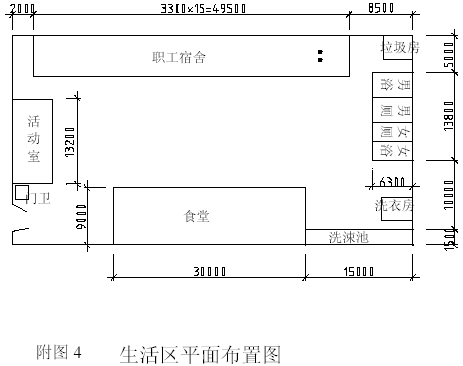 2000 3300×15=49500 8500
职工宿舍
垃圾房
5000
男浴
男厕
女厕
女浴
13800
活动室
13200
6300
门卫
洗衣房
10000
食堂
9000
洗涑池
1500
30000 15000
附图 4 生活区平面布置图